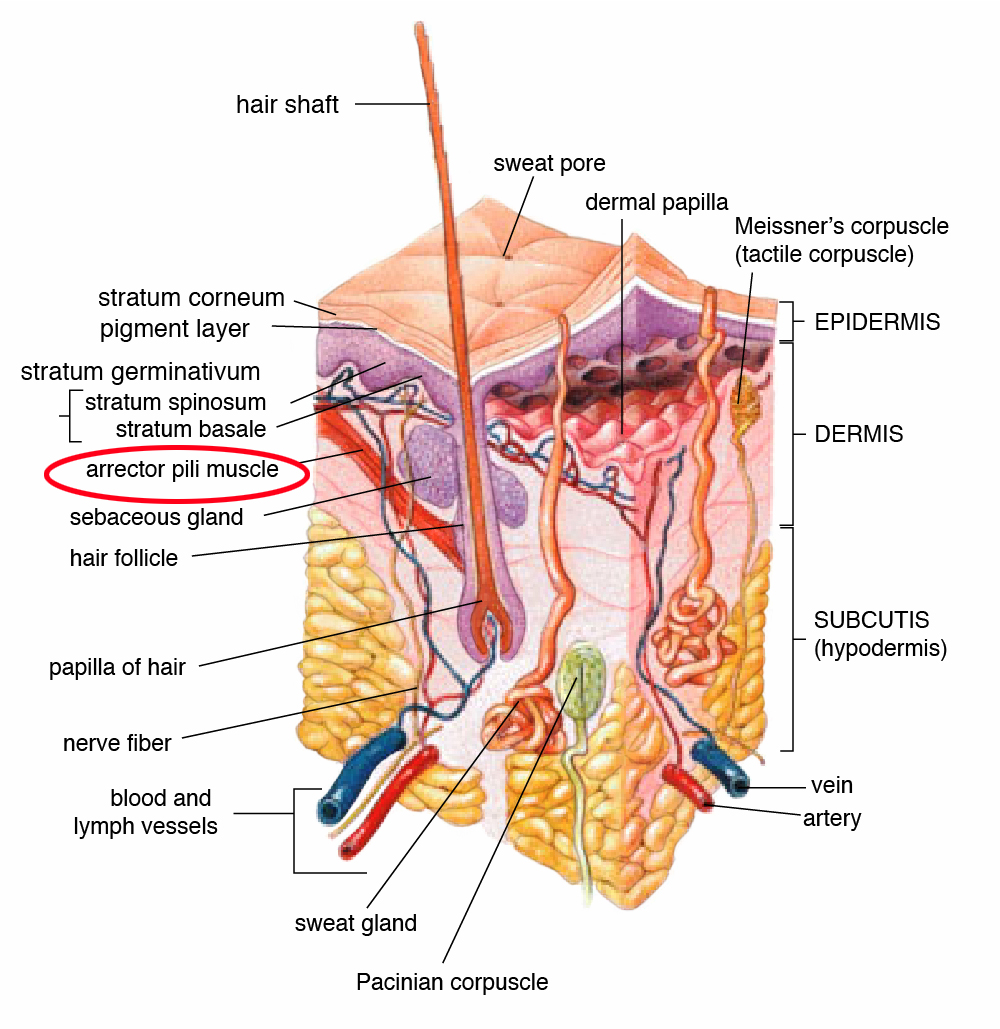 hair shaft
sweat pore
dermal papilla
Meissner’s corpuscle
(tactile corpuscle)
stratum corneum
pigment layer
EPIDERMIS
stratum germinativum
stratum spinosum
stratum basale
DERMIS
arrector pili muscle
sebaceous gland
hair follicle
SUBCUTIS
(hypodermis)
papilla of hair
nerve fiber
blood and
lymph vessels
vein
artery
sweat gland
Pacinian corpuscle